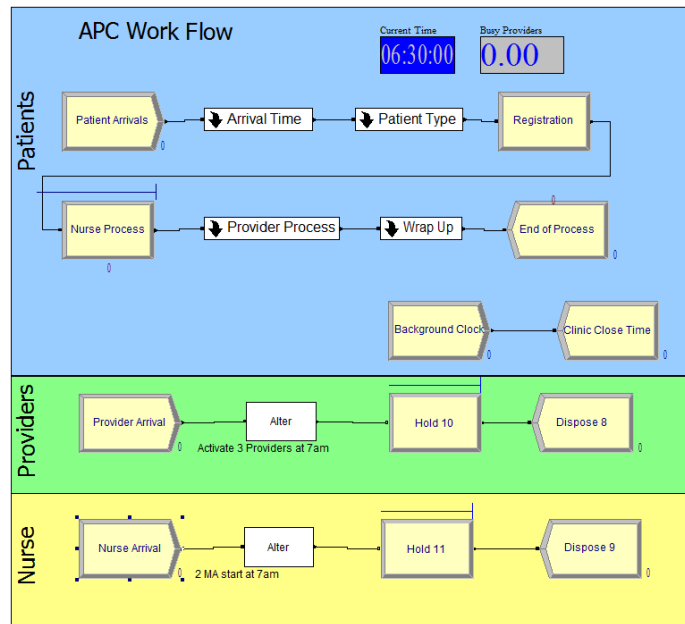 APC Work Flow
Current Time
06:30:00
Busy Providers
0.00
Patients
Patient Arrivals
0
Arrival Time
Patient Type
Registration
Nurse Process
0
Provider Process
Wrap Up
0
End of Process
0
Background Clock
0
Clinic Close Time
0
Providers
Provider Arrival
0
Alter
Activate 3 Providers at 7am
Hold 10
Dispose 8
0
Nurse
Nurse Arrival
0
Alter
2 MA start at 7am
Hold 11
Dispose 9
0